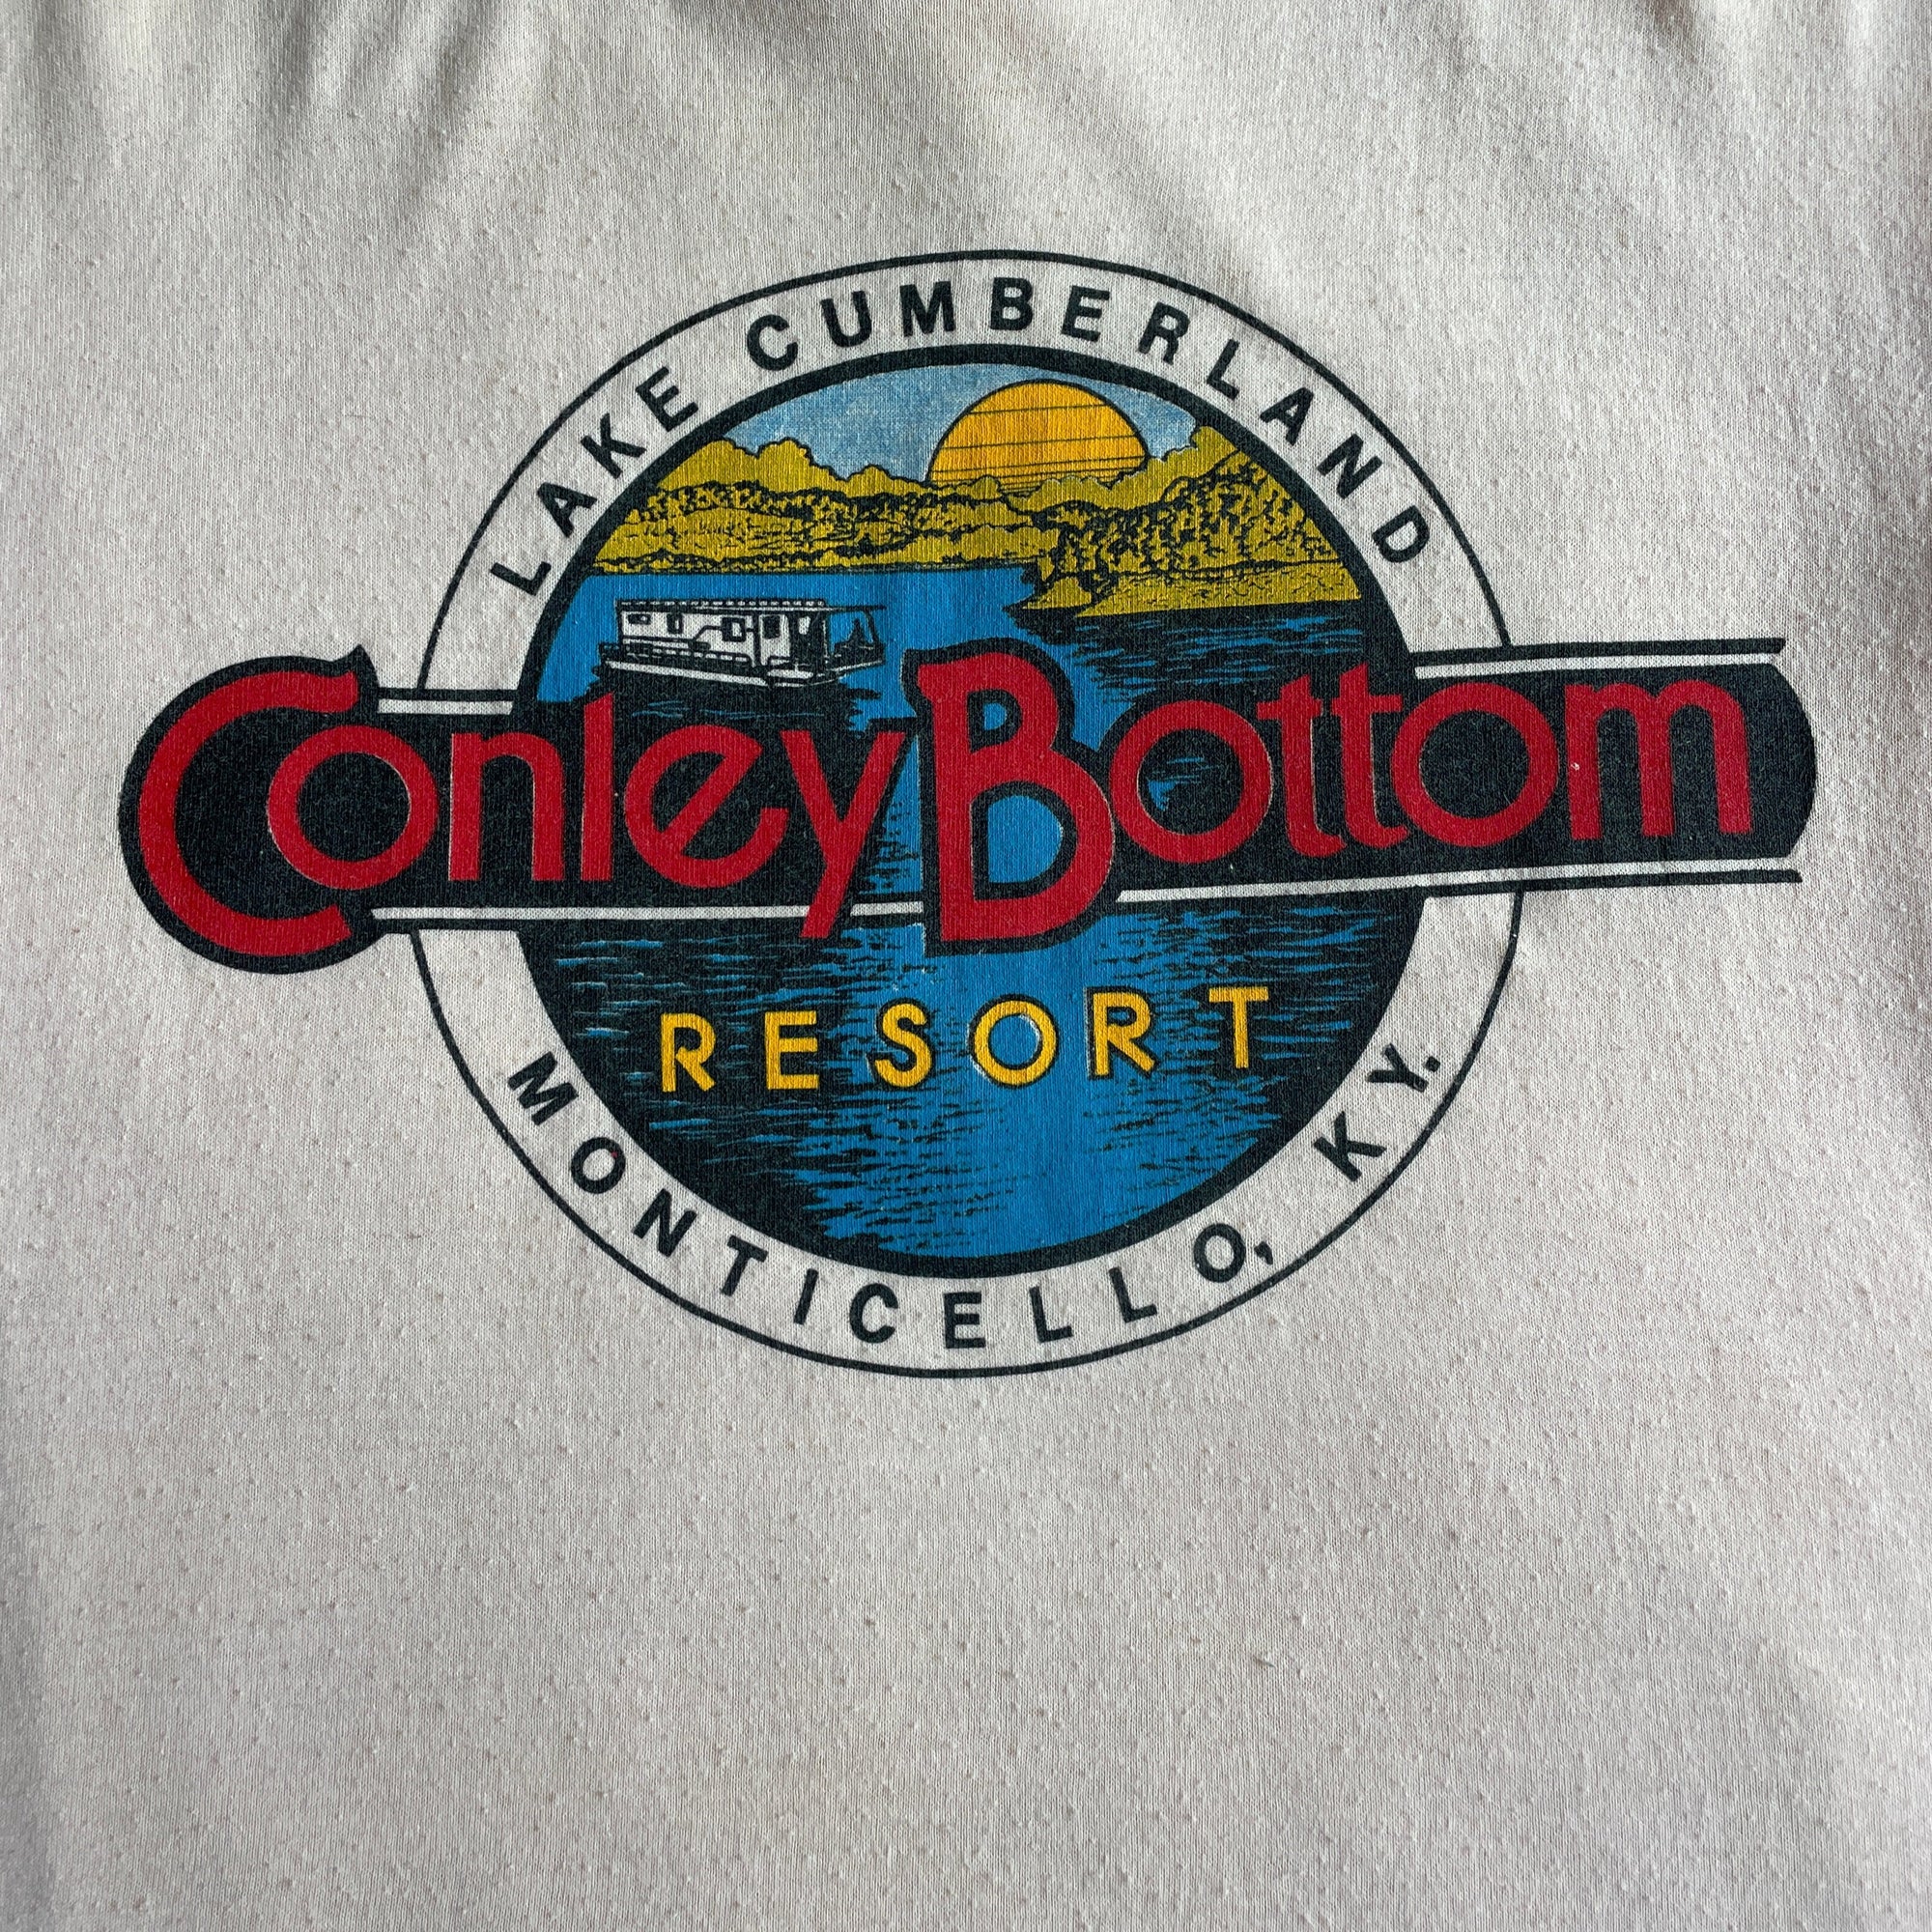 LAKE CUMBERLAND
Conley Bottom
RESORT
MONTICELLO, KY.